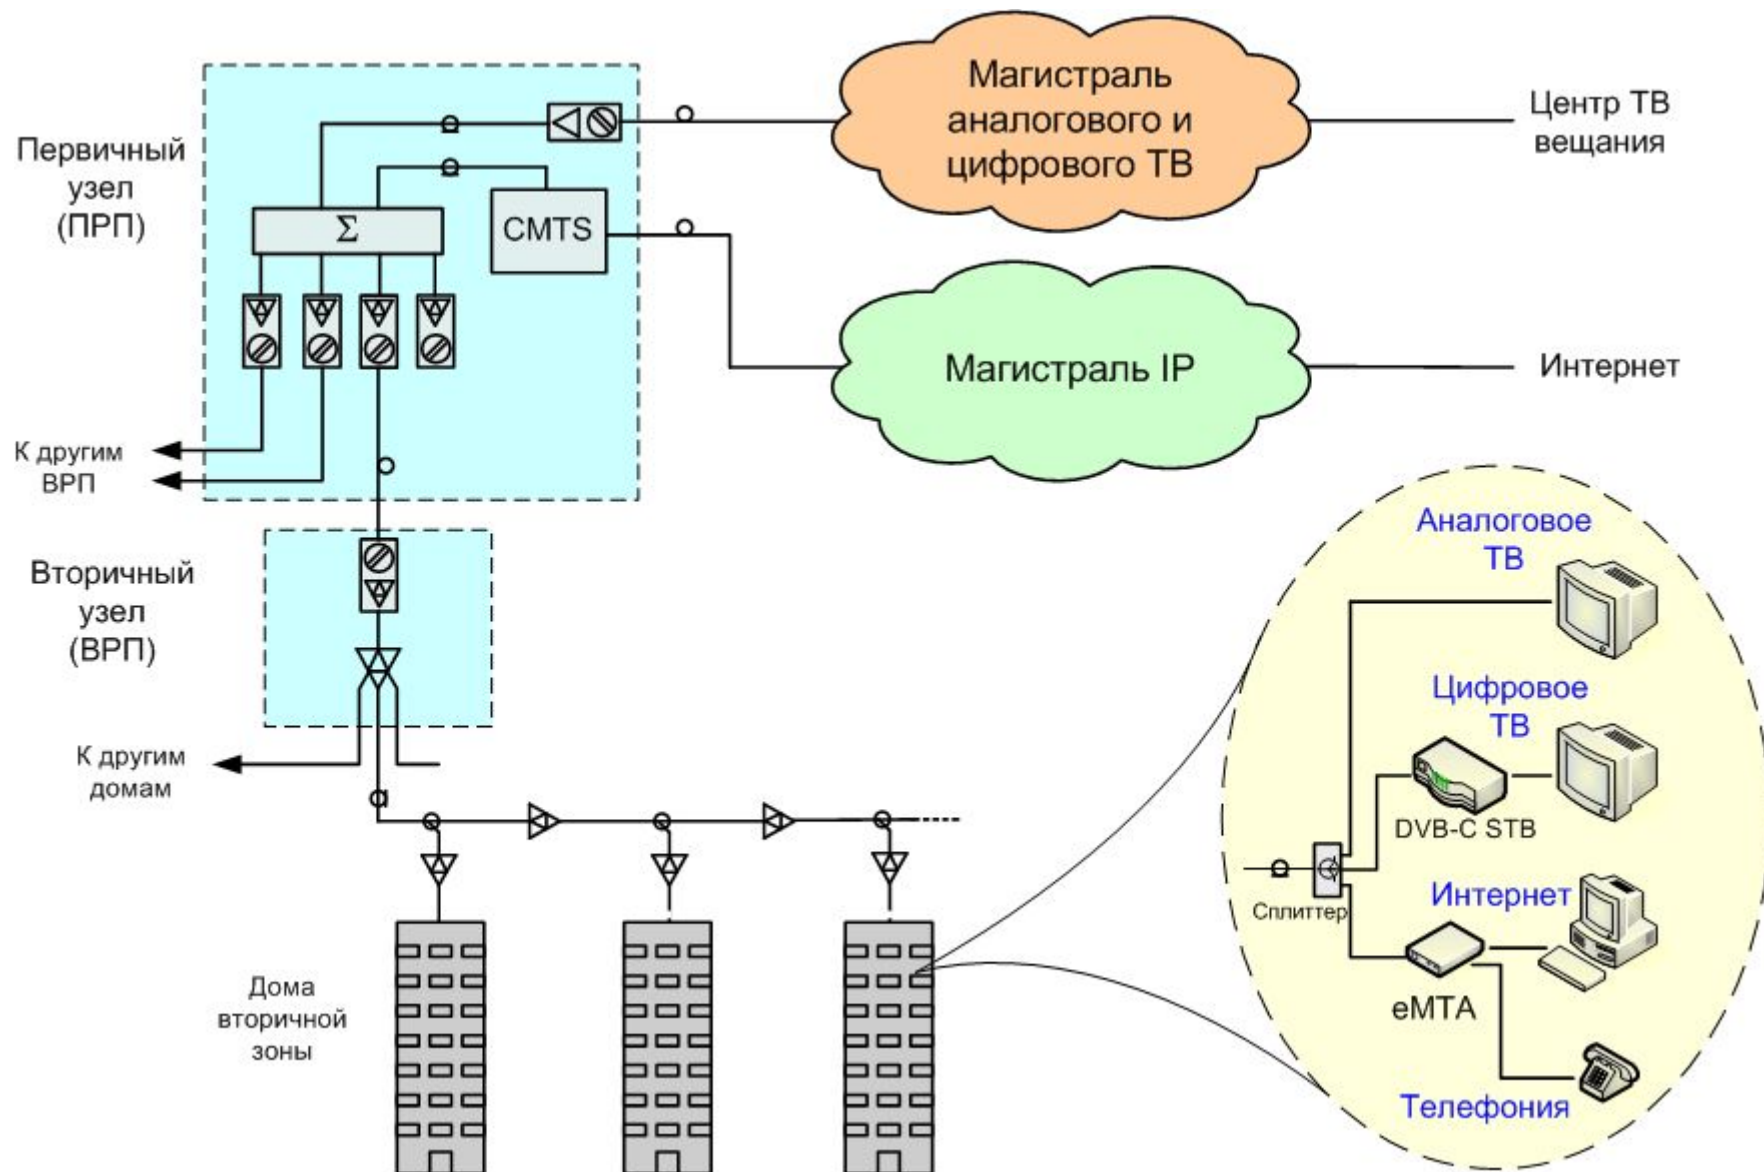 Магистраль
аналогового и
цифрового ТВ
Центр ТВ
вещания
Первичный
узел
(ПРП)
Σ
CMTS
Магистраль IP
Интернет
К другим
ВРП
Вторичный
узел
(ВРП)
К другим
домам
Дома
вторичной
зоны
Аналоговое
ТВ
Цифровое
ТВ
DVB-C STB
Сплиттер
Интернет
eMTA
Телефония